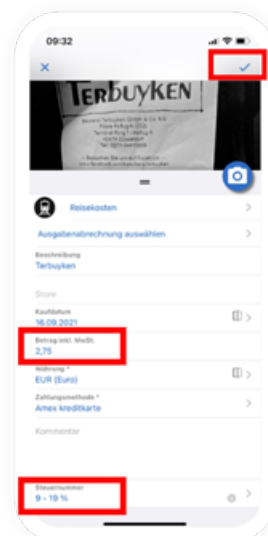 09:32
TERBUYKEN
Reisekosten
Ausgabenabrechnung auswählen
Beschreibung
Terbuyken
Store
Kaufdatum
16.09.2021
Betrag inkl. MwSt.
2,75
Währung *
EUR (Euro)
Zahlungsmethode *
Amex kreditkarte
Kommentar
Steuernummer
9 - 19 %